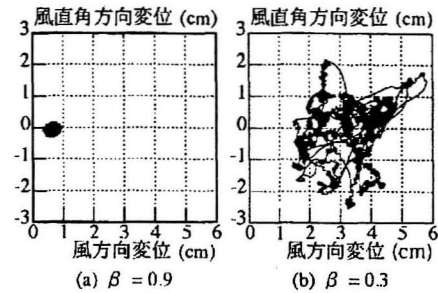 風直角方向変位 (cm)
3
2
1
0
-1
-2
-3
0 1 2 3 4 5 6
風方向変位 (cm)
(a) β = 0.9
風直角方向変位 (cm)
3
2
1
0
-1
-2
-3
0 1 2 3 4 5 6
風方向変位 (cm)
(b) β = 0.3